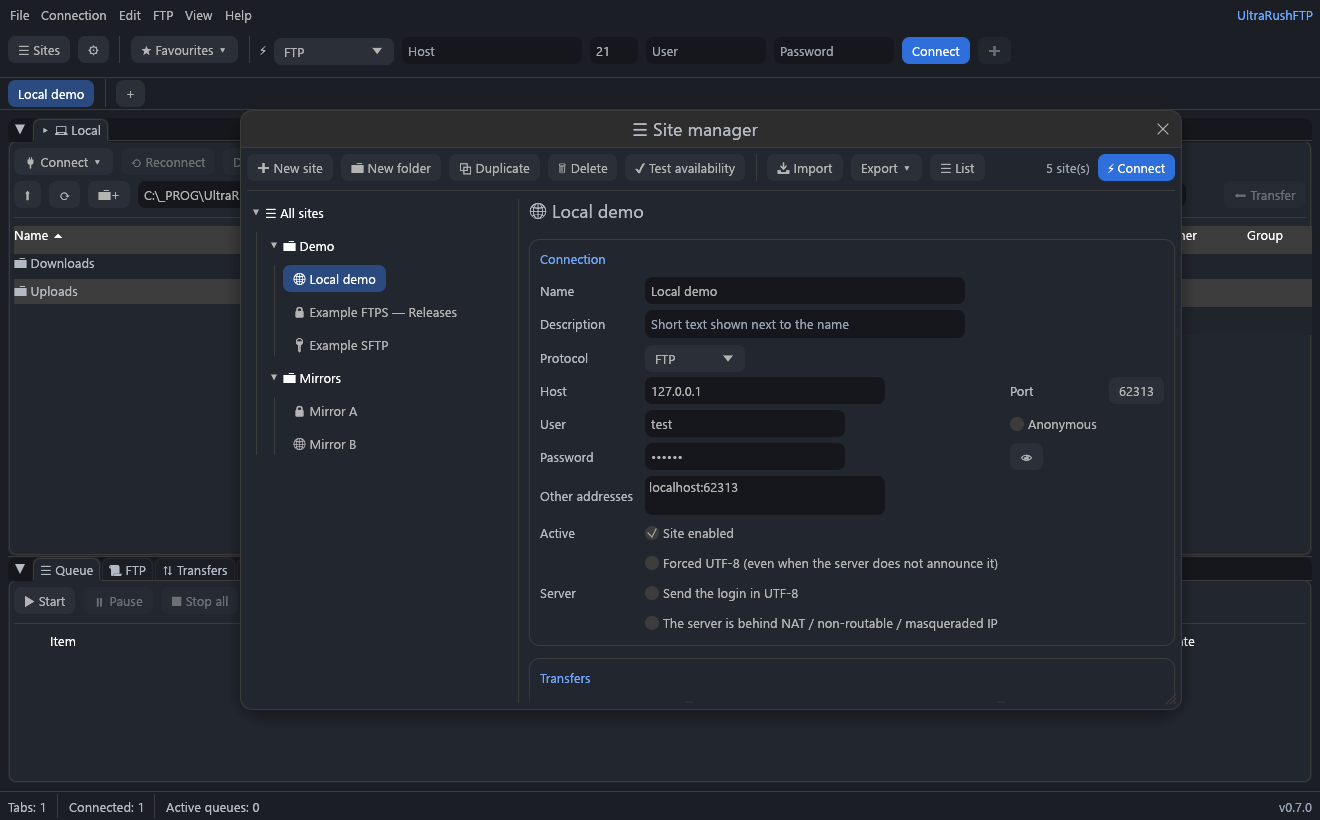 File Connection Edit FTP View Help UltraRushFTP
Sites Favourites FTP Host 21 User Password Connect +
Local demo +
Local
Connect Reconnect
C:\_PROG\UltraR Transfer
Name Group
Downloads
Uploads
Site manager
New site New folder Duplicate Delete Test availability Import Export List 5 site(s) Connect
All sites
Demo
Local demo
Example FTPS — Releases
Example SFTP
Mirrors
Mirror A
Mirror B
Local demo
Connection
Name Local demo
Description Short text shown next to the name
Protocol FTP
Host 127.0.0.1 Port 62313
User test Anonymous
Password ••••••
Other addresses localhost:62313
Active Site enabled
Forced UTF-8 (even when the server does not announce it)
Server Send the login in UTF-8
The server is behind NAT / non-routable / masqueraded IP
Transfers
Queue FTP Transfers
Start Pause Stop all
Item
Tabs: 1 Connected: 1 Active queues: 0 v0.7.0